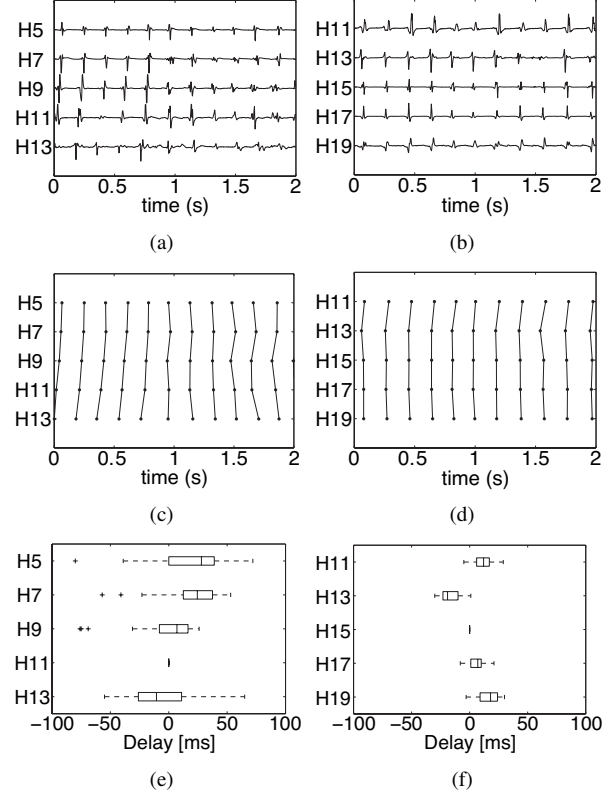 H5
H7
H9
H11
H13
0 0.5 1 1.5 2
time (s)
(a)
H11
H13
H15
H17
H19
0 0.5 1 1.5 2
time (s)
(b)
H5
H7
H9
H11
H13
0 0.5 1 1.5 2
time (s)
(c)
H11
H13
H15
H17
H19
0 0.5 1 1.5 2
time (s)
(d)
H5
H7
H9
H11
H13
−100 −50 0 50 100
Delay [ms]
(e)
H11
H13
H15
H17
H19
−100 −50 0 50 100
Delay [ms]
(f)